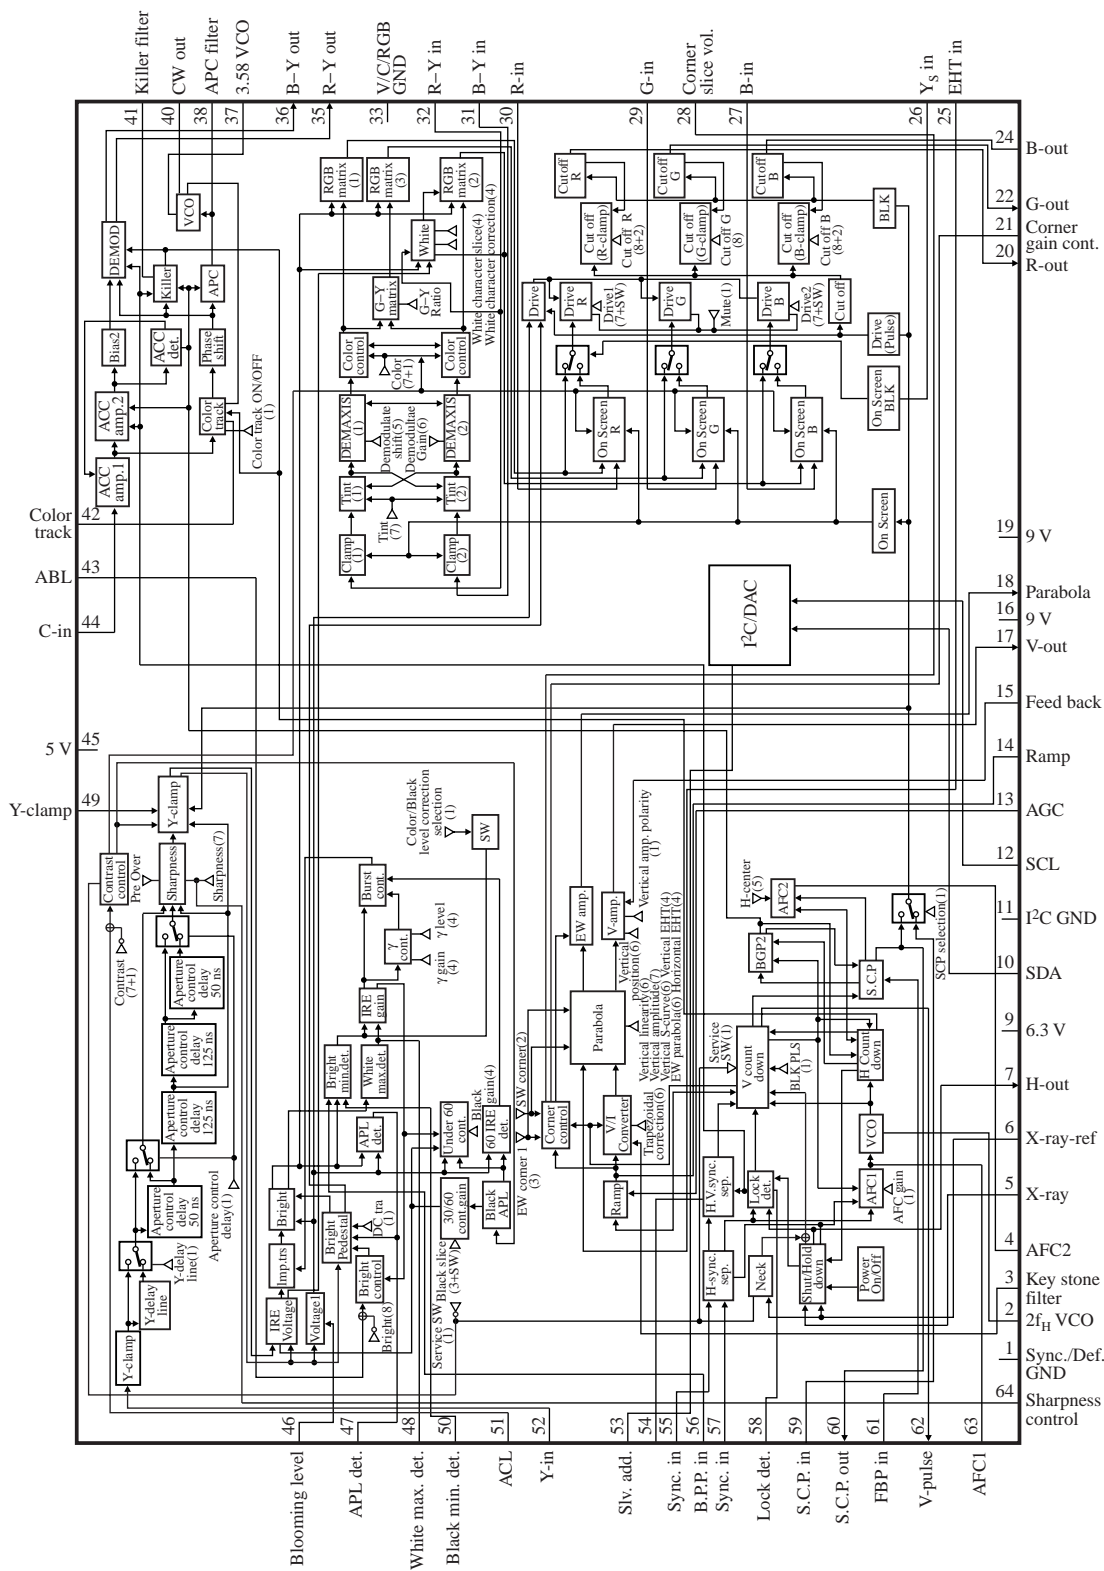 Killer filter
CW out
APC filter
3.58 VCO
B−Y out
R−Y out
V/C/RGB
GND
R−Y in
B−Y in
R-in
G-in
Corner
slice vol.
B-in
YS in
EHT in
41
40
38
37
36
35
33
32
31
30
29
28
27
26
25
24
B-out
22
G-out
21
Corner
gain cont.
20
R-out
19
9 V
18
Parabola
16
9 V
17
V-out
15
Feed back
14
Ramp
13
AGC
12
SCL
11
I2C GND
10
SDA
9
6.3 V
7
H-out
6
X-ray-ref
5
X-ray
4
AFC2
3
Key stone
filter
2
2fH VCO
1
Sync./Def.
GND
64
Sharpness
control
Color
track
42
ABL
43
C-in
44
5 V
45
Y-clamp
49
46
47
48
50
51
52
53
54
55
56
57
58
59
60
61
62
63
Blooming level
APL det.
White max. det.
Black min. det.
ACL
Y-in
Slv. add.
Sync. in
B.P.P. in
Sync. in
Lock det.
S.C.P. in
S.C.P. out
FBP in
V-pulse
AFC1
DEMOD
VCO
Killer
APC
Bias2
ACC
det.
Phase
shift
ACC
amp.2
Color
track
Color track ON/OFF
(1)
ACC
amp.1
RGB
matrix
(1)
RGB
matrix
(3)
RGB
matrix
(2)
White
White character slice(4)
White character correction(4)
G−Y
matrix
G−Y
Ratio
Color
control
Color
(7+1)
Color
control
DEMAXIS
(1)
Demodulate
shift(5)
Demodultae
Gain(6)
DEMAXIS
(2)
Tint
(1)
Tint
(7)
Tint
(2)
Clamp
(1)
Clamp
(2)
Cutoff
R
Cutoff
G
Cutoff
B
BLK
Cut off
(R-clamp)
Cut off R
(8+2)
Cut off
(G-clamp)
Cut off G
(8)
Cut off
(B-clamp)
Cut off B
(8+2)
Drive
Drive
R
Drive1
(7+SW)
Drive
G
Mute(1)
Drive
B
Drive2
(7+SW)
Cut off
Drive
(Pulse)
On Screen
BLK
On Screen
R
On Screen
G
On Screen
B
On Screen
I2C/DAC
Contrast
control
Contrast
(7+1)
Pre Over
Y-clamp
Sharpness
Sharpness(7)
Aperture
control
delay
50 ns
Aperture
control
delay
125 ns
Aperture
control
delay
125 ns
Aperture
control
delay
50 ns
Aperture control
delay(1)
Y-delay
line(1)
Y-delay
line
Y-clamp
Color/Black
level correction
selection
(1)
SW
Burst
cont.
γ
cont.
γ level
(4)
γ gain
(4)
IRE
gain
Bright
min.det.
White
max.det.
APL
det.
Under 60
cont.
Black
gain(4)
60 IRE
det.
30/60
cont.gain
Black
APL
Black slice
(3+SW)
Service SW
(1)
Bright
Imp.trs
IRE
Voltage
Voltage1
Bright
Pedestal
DC tra
(1)
Bright
control
Bright(8)
SW corner(2)
EW corner 1
(3)
Corner
control
EW amp.
V-amp.
Vertical amp. polarity
(1)
Parabola
Vertical
position(6)
Vertical linearity(6)
Vertical amplitude(7)
Vertical S-curve(6)
EW parabola(6)
Vertical EHT(4)
Horizontal EHT(4)
V/I
Converter
Trapezoidal
correction(6)
Ramp
H.V.sync.
sep.
H-sync.
sep.
Lock
det.
Neck
Shut/Hold
down
Power
On/Off
V count
down
Service
SW(1)
BLK PLS
(1)
H-center
(5)
AFC2
BGP2
S.C.P
SCP selection(1)
H Count
down
VCO
AFC1
AFC gain
(1)